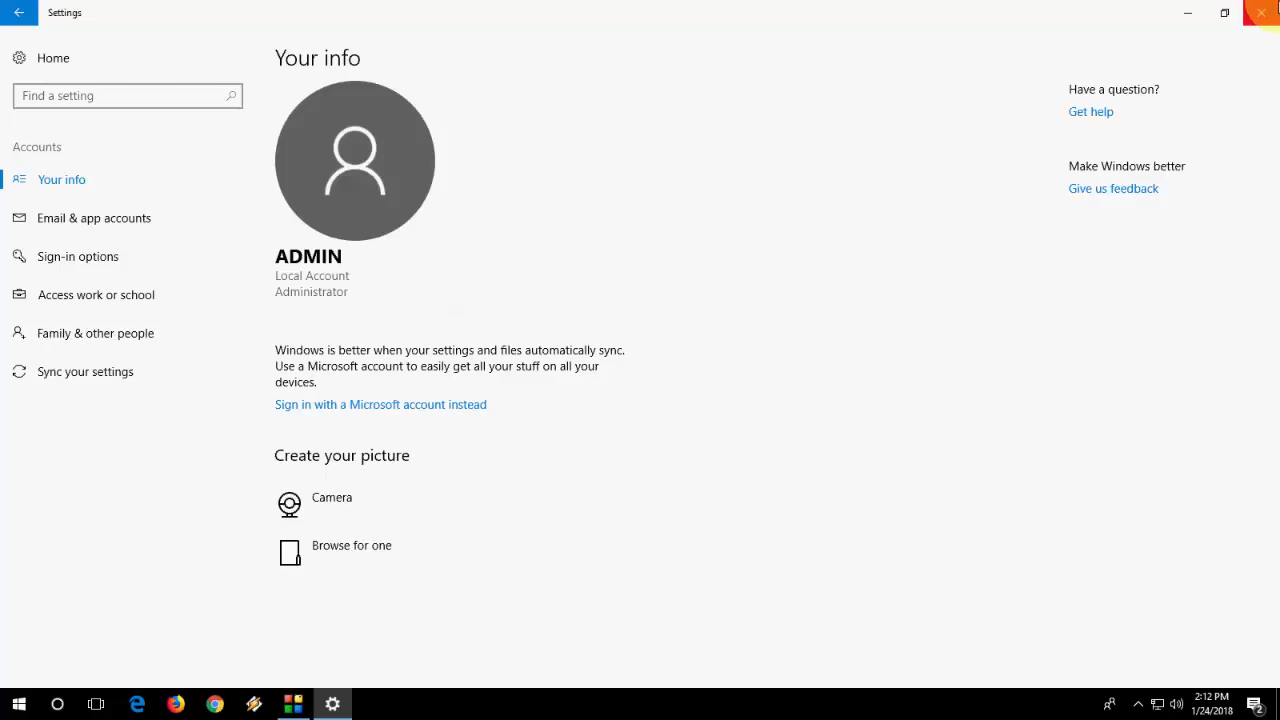 Settings
Home
Find a setting
Accounts
Your info
Email & app accounts
Sign-in options
Access work or school
Family & other people
Sync your settings
Your info
ADMIN
Local Account
Administrator
Windows is better when your settings and files automatically sync.
Use a Microsoft account to easily get all your stuff on all your
devices.
Sign in with a Microsoft account instead
Create your picture
Camera
Browse for one
Have a question?
Get help
Make Windows better
Give us feedback
2:12 PM
1/24/2018
2